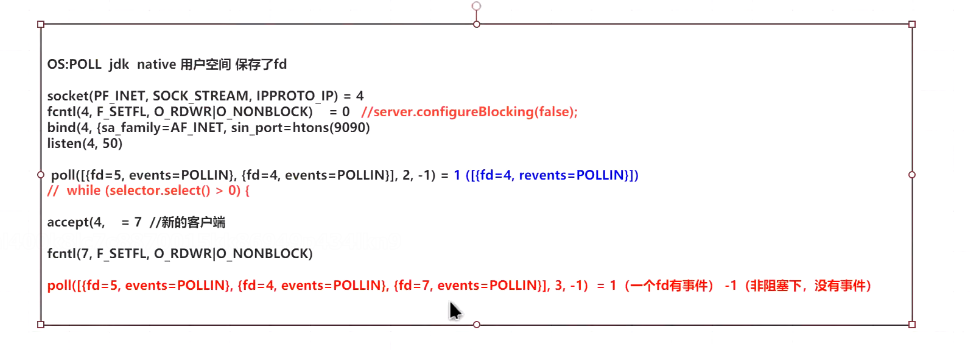 OS:POLL jdk native 用户空间 保存了fd
socket(PF_INET, SOCK_STREAM, IPPROTO_IP) = 4
fcntl(4, F_SETFL, O_RDWR|O_NONBLOCK) = 0 //server.configureBlocking(false);
bind(4, {sa_family=AF_INET, sin_port=htons(9090)
listen(4, 50)
poll([{fd=5, events=POLLIN}, {fd=4, events=POLLIN}], 2, -1) = 1 ([{fd=4, revents=POLLIN}])
// while (selector.select() > 0) {
accept(4, = 7 //新的客户端
fcntl(7, F_SETFL, O_RDWR|O_NONBLOCK)
poll([{fd=5, events=POLLIN}, {fd=4, events=POLLIN}, {fd=7, events=POLLIN}], 3, -1）= 1（一个fd有事件） -1（非阻塞下，没有事件）